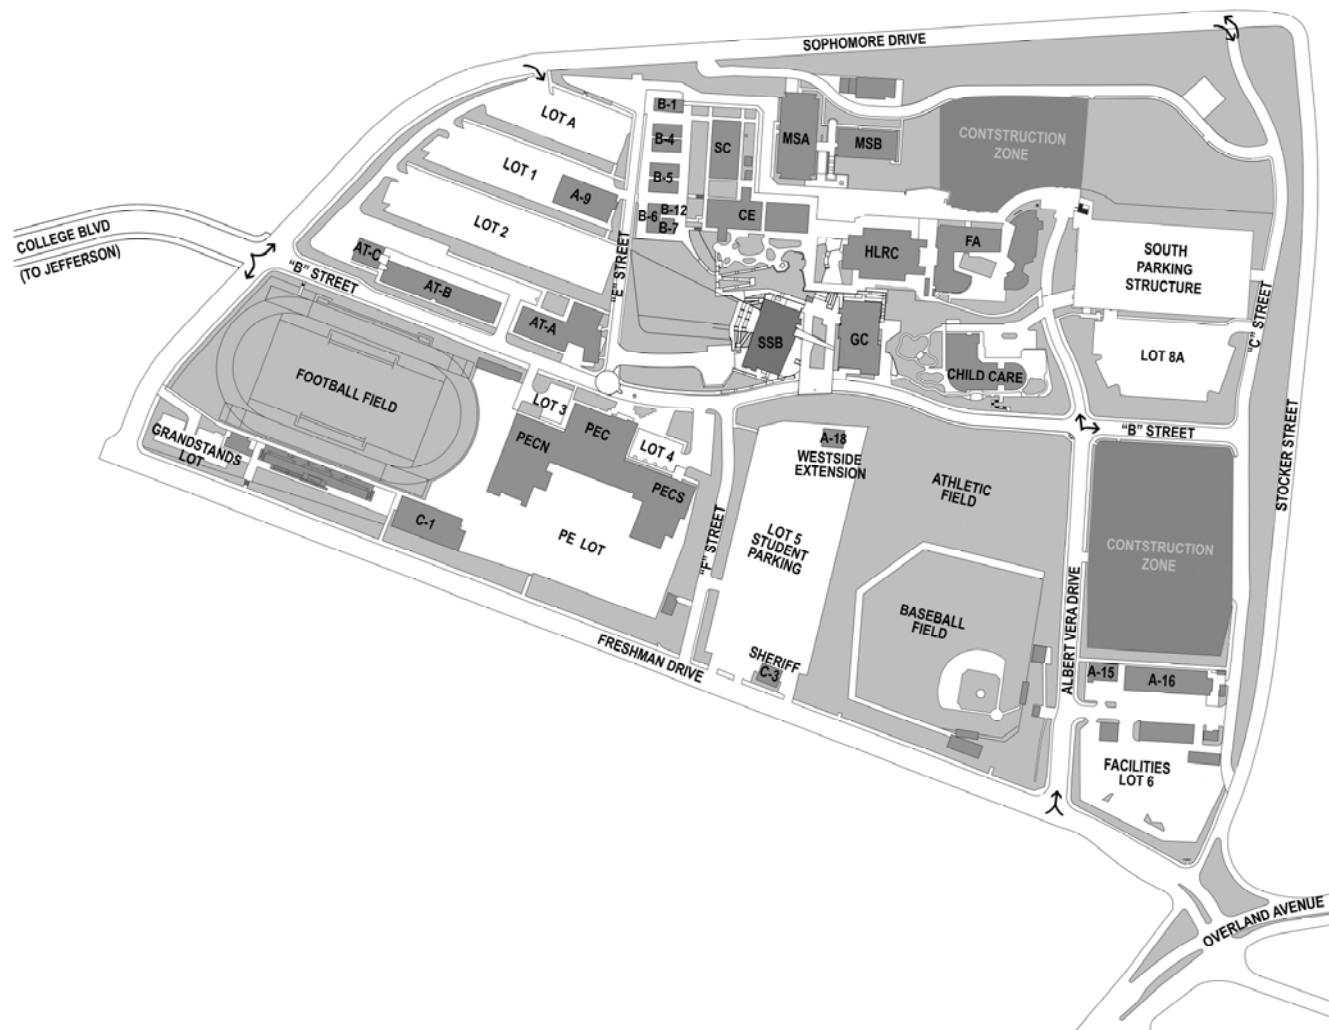 SOPHOMORE DRIVE
LOT A
B-1
B-4
SC
MSA
MSB
CONTSTRUCTION
ZONE
LOT 1
A-9
B-5
B-6
B-12
B-7
CE
COLLEGE BLVD
(TO JEFFERSON)
LOT 2
"E" STREET
HLRC
FA
SOUTH
PARKING
STRUCTURE
"C" STREET
AT-C
"B" STREET
AT-B
AT-A
SSB
GC
CHILD CARE
LOT 8A
FOOTBALL FIELD
LOT 3
GRANDSTANDS
LOT
PECN
PEC
LOT 4
PECS
A-18
WESTSIDE
EXTENSION
ATHLETIC
FIELD
"B" STREET
STOCKER STREET
C-1
PE LOT
"F" STREET
LOT 5
STUDENT
PARKING
CONTSTRUCTION
ZONE
BASEBALL
FIELD
ALBERT VERA DRIVE
FRESHMAN DRIVE
SHERIFF
C-3
A-15
A-16
FACILITIES
LOT 6
OVERLAND AVENUE